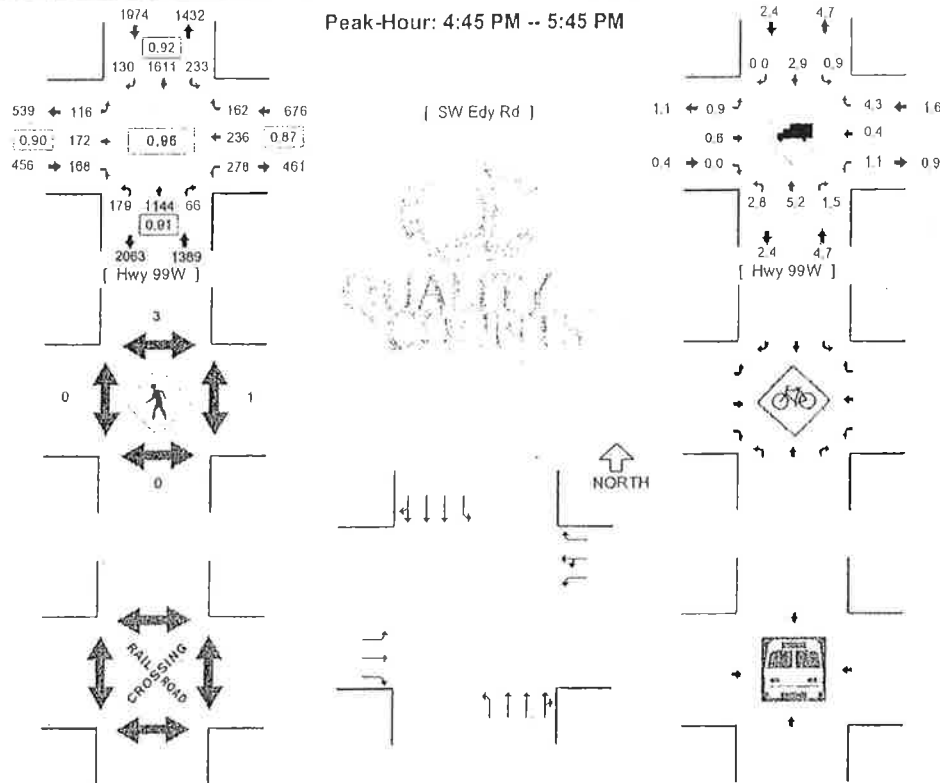 Peak-Hour: 4:45 PM -- 5:45 PM
1974 1432
0.92
130 1611 233
539 116 162 676
0.90 172 0.96 236 0.87
456 168 278 461
179 1144 66
0.91
2063 1389
[ Hwy 99W ]
[ SW Edy Rd ]
QUALITY
COUNTS
2.4 4.7
0.0 2.9 0.9
1.1 0.9 4.3 1.6
0.6 0.4
0.4 0.0 1.1 0.9
2.8 5.2 1.5
2.4 4.7
[ Hwy 99W ]
3
0 1
0
NORTH
RAILROAD
CROSSING